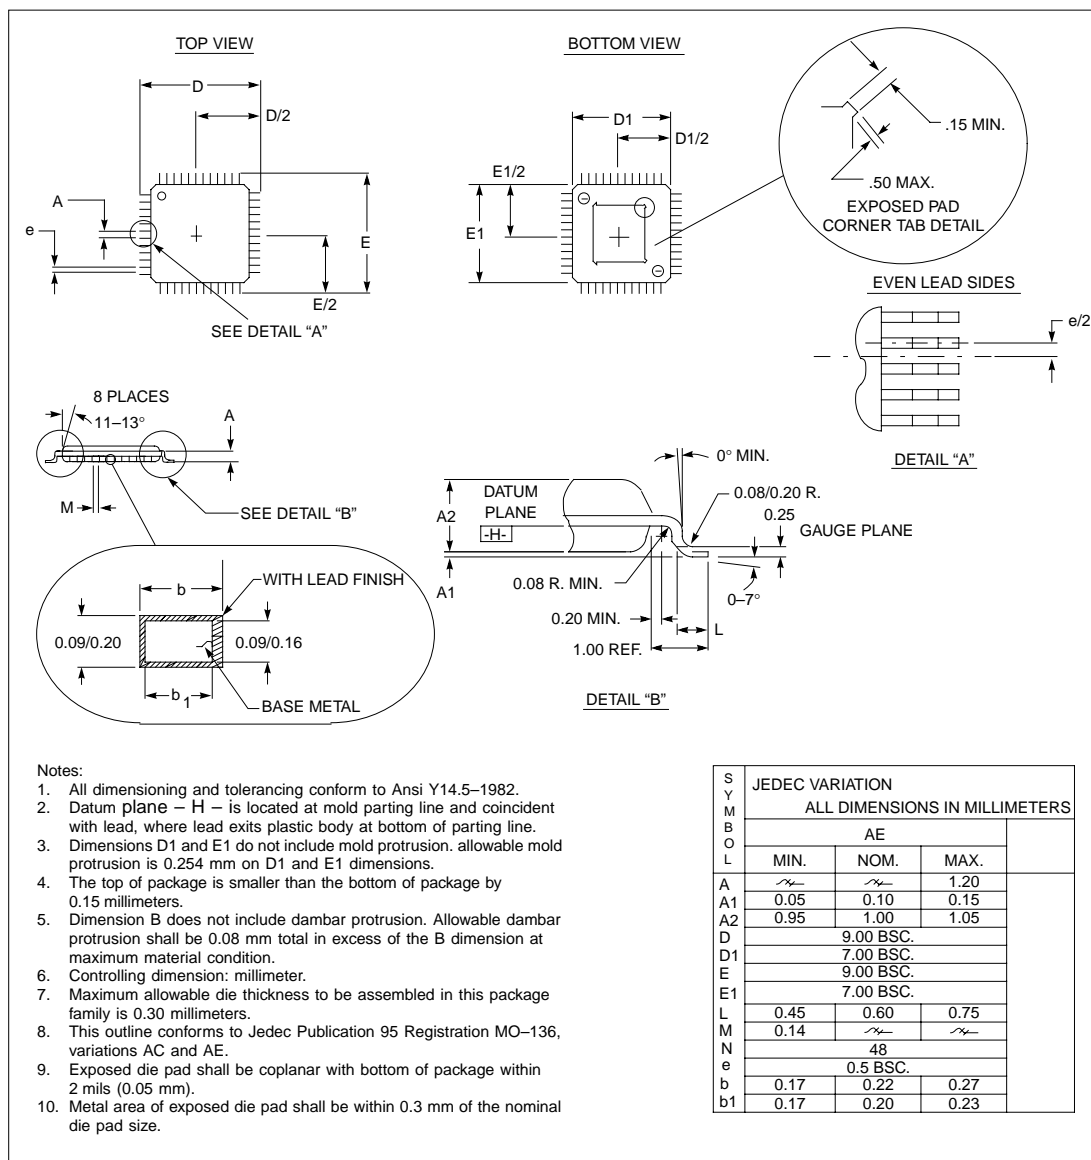 TOP VIEW
D
D/2
A
e
E
E/2
SEE DETAIL “A”
BOTTOM VIEW
D1
D1/2
E1/2
E1
.15 MIN.
.50 MAX.
EXPOSED PAD
CORNER TAB DETAIL
EVEN LEAD SIDES
e/2
DETAIL “A”
8 PLACES
11–13°
A
M
SEE DETAIL “B”
b
WITH LEAD FINISH
0.09/0.20
0.09/0.16
b1
BASE METAL
0° MIN.
DATUM
PLANE
-H-
A2
A1
0.08/0.20 R.
0.25
GAUGE PLANE
0.08 R. MIN.
0–7°
0.20 MIN.
L
1.00 REF.
DETAIL “B”
Notes:
1. All dimensioning and tolerancing conform to Ansi Y14.5–1982.
2. Datum plane – H – is located at mold parting line and coincident
with lead, where lead exits plastic body at bottom of parting line.
3. Dimensions D1 and E1 do not include mold protrusion. allowable mold
protrusion is 0.254 mm on D1 and E1 dimensions.
4. The top of package is smaller than the bottom of package by
0.15 millimeters.
5. Dimension B does not include dambar protrusion. Allowable dambar
protrusion shall be 0.08 mm total in excess of the B dimension at
maximum material condition.
6. Controlling dimension: millimeter.
7. Maximum allowable die thickness to be assembled in this package
family is 0.30 millimeters.
8. This outline conforms to Jedec Publication 95 Registration MO–136,
variations AC and AE.
9. Exposed die pad shall be coplanar with bottom of package within
2 mils (0.05 mm).
10. Metal area of exposed die pad shall be within 0.3 mm of the nominal
die pad size.
SYMBOL
JEDEC VARIATION
ALL DIMENSIONS IN MILLIMETERS
AE
MIN. NOM. MAX.
A 1.20
A1 0.05 0.10 0.15
A2 0.95 1.00 1.05
D 9.00 BSC.
D1 7.00 BSC.
E 9.00 BSC.
E1 7.00 BSC.
L 0.45 0.60 0.75
M 0.14
N 48
e 0.5 BSC.
b 0.17 0.22 0.27
b1 0.17 0.20 0.23